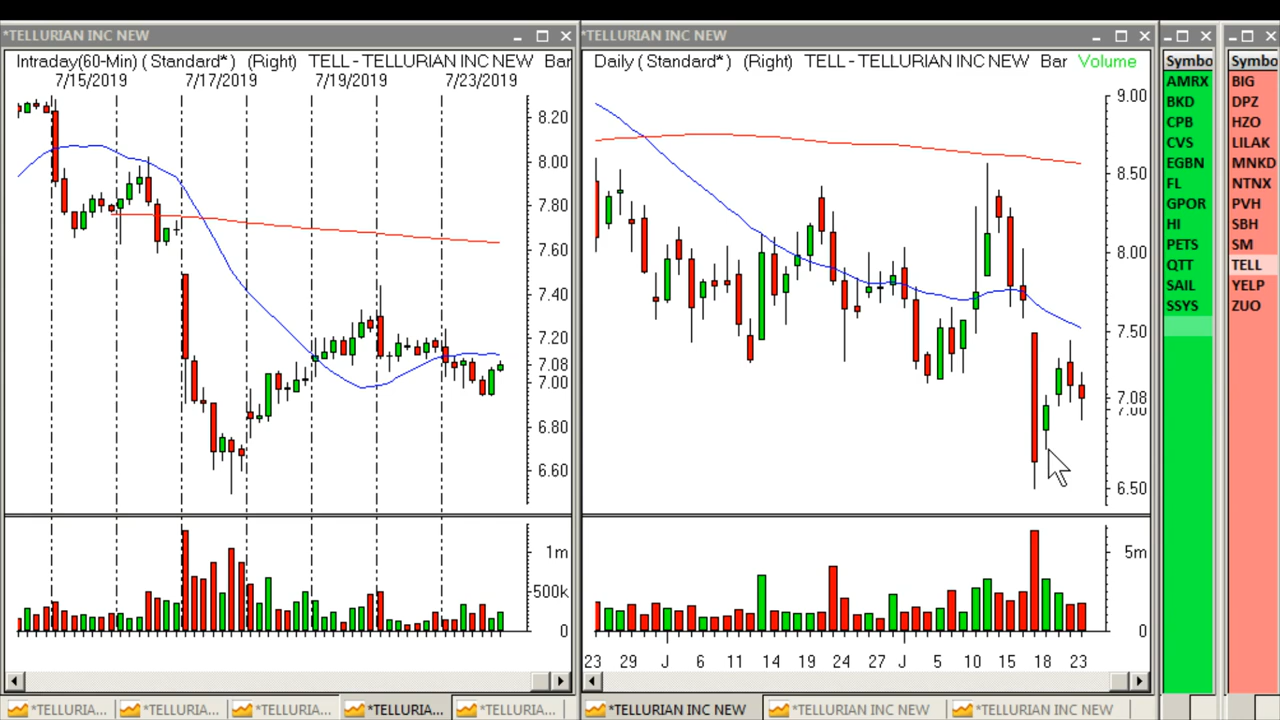 *TELLURIAN INC NEW
Intraday(60-Min) ( Standard* ) (Right) TELL - TELLURIAN INC NEW Bar
7/15/2019 7/17/2019 7/19/2019 7/23/2019
8.20
8.00
7.80
7.60
7.40
7.20
7.08
7.00
6.80
6.60
1m
500k
0
*TELLURIAN INC NEW
Daily ( Standard* ) (Right) TELL - TELLURIAN INC NEW Bar Volume
9.00
8.50
8.00
7.50
7.08
7.00
6.50
5m
0
23 29 J 6 11 14 19 24 27 J 5 10 15 18 23
Symbo
AMRX
BKD
CPB
CVS
EGBN
FL
GPOR
HI
PETS
QTT
SAIL
SSYS
Symbo
BIG
DPZ
HZO
LILAK
MNKD
NTNX
PVH
SBH
SM
TELL
YELP
ZUO
*TELLURIA... *TELLURIA... *TELLURIA... *TELLURIA... *TELLURIA... *TELLURIAN INC NEW *TELLURIAN INC NEW *TELLURIAN INC NEW